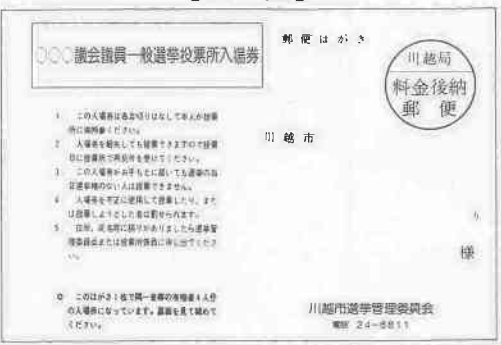 ○○○議会議員一般選挙投票所入場券
郵便はがき
川越局
料金後納
郵便
1 この入場券は各自切りはなして本人が投票
所に御持参ください。
2 入場券を紛失しても投票できますので投票
日に投票所で再交付を受けてください。
3 この入場券がお手もとに届いても選挙の当
日選挙権のない人は投票できません。
4 入場券を不正に使用して投票したり、また
は投票しようとした者は罰せられます。
5 住所、氏名等に誤りがありましたら選挙管
理委員会または投票所係員に申し出てくださ
い。
川越市
様
◎ このはがき1枚で同一世帯の有権者4人分
の入場券になっています。裏面を見て確めて
ください。
川越市選挙管理委員会
電話 24-8811